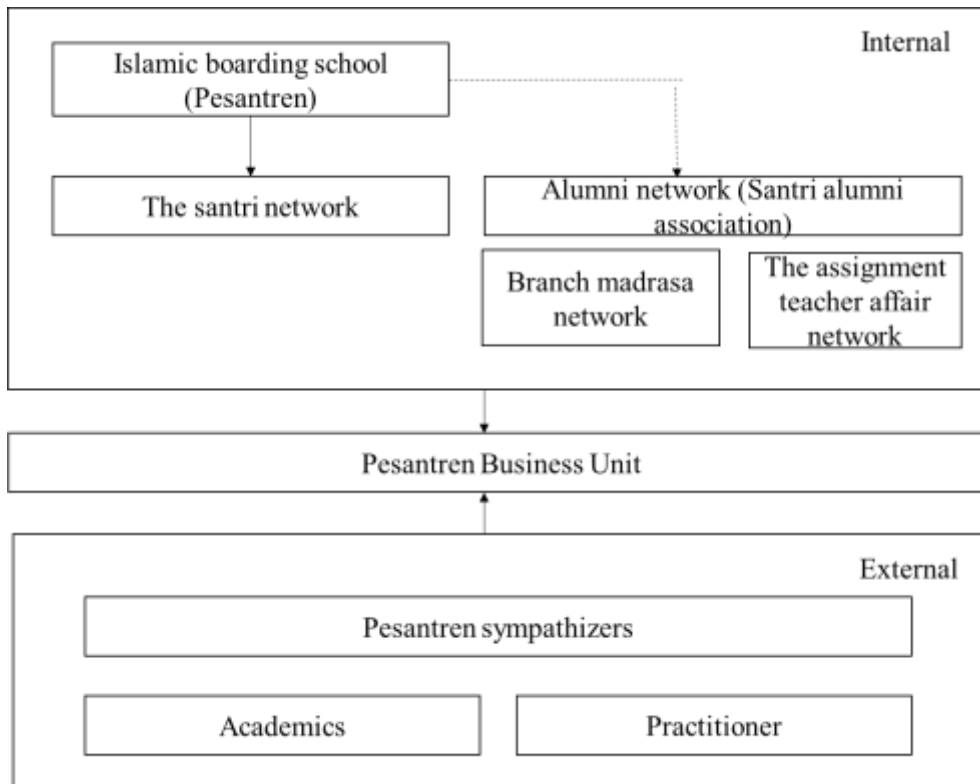 Internal
Islamic boarding school
(Pesantren)
The santri network
Alumni network (Santri alumni
association)
Branch madrasa
network
The assignment
teacher affair
network
Pesantren Business Unit
External
Pesantren sympathizers
Academics
Practitioner